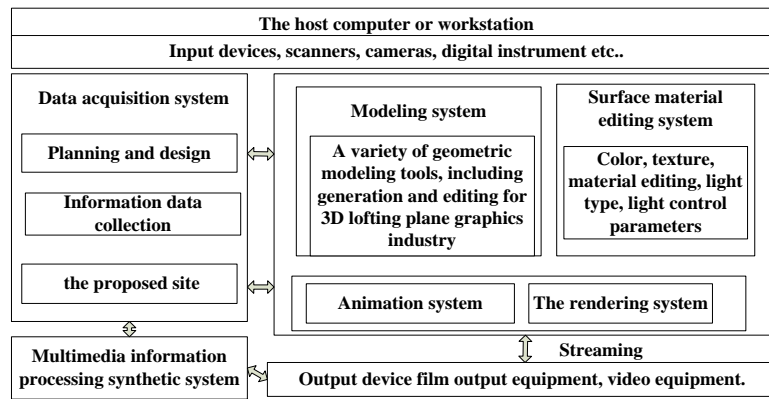 The host computer or workstation
Input devices, scanners, cameras, digital instrument etc..
Data acquisition system
Planning and design
Information data
collection
the proposed site
Modeling system
A variety of geometric
modeling tools, including
generation and editing for
3D lofting plane graphics
industry
Surface material
editing system
Color, texture,
material editing, light
type, light control
parameters
Animation system
The rendering system
Multimedia information
processing synthetic system
Streaming
Output device film output equipment, video equipment.